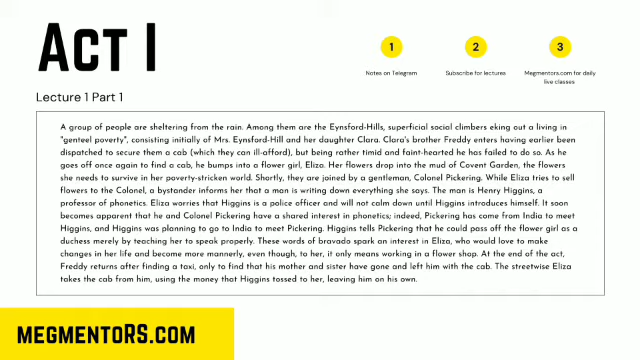 Act I
1
2
3
Notes on Telegram
Subscribe for lectures
Megmentors.com for daily
live classes
Lecture 1 Part 1
A group of people are sheltering from the rain. Among them are the Eynsford-Hills, superficial social climbers eking out a living in
"genteel poverty", consisting initially of Mrs. Eynsford-Hill and her daughter Clara. Clara's brother Freddy enters having earlier been
dispatched to secure them a cab (which they can ill-afford), but being rather timid and faint-hearted he has failed to do so. As he
goes off once again to find a cab, he bumps into a flower girl, Eliza. Her flowers drop into the mud of Covent Garden, the flowers
she needs to survive in her poverty-stricken world. Shortly, they are joined by a gentleman, Colonel Pickering. While Eliza tries to sell
flowers to the Colonel, a bystander informs her that a man is writing down everything she says. The man is Henry Higgins, a
professor of phonetics. Eliza worries that Higgins is a police officer and will not calm down until Higgins introduces himself. It soon
becomes apparent that he and Colonel Pickering have a shared interest in phonetics; indeed, Pickering has come from India to meet
Higgins, and Higgins was planning to go to India to meet Pickering. Higgins tells Pickering that he could pass off the flower girl as a
duchess merely by teaching her to speak properly. These words of bravado spark an interest in Eliza, who would love to make
changes in her life and become more mannerly, even though, to her, it only means working in a flower shop. At the end of the act,
Freddy returns after finding a taxi, only to find that his mother and sister have gone and left him with the cab. The streetwise Eliza
takes the cab from him, using the money that Higgins tossed to her, leaving him on his own.
megmentoRS.com